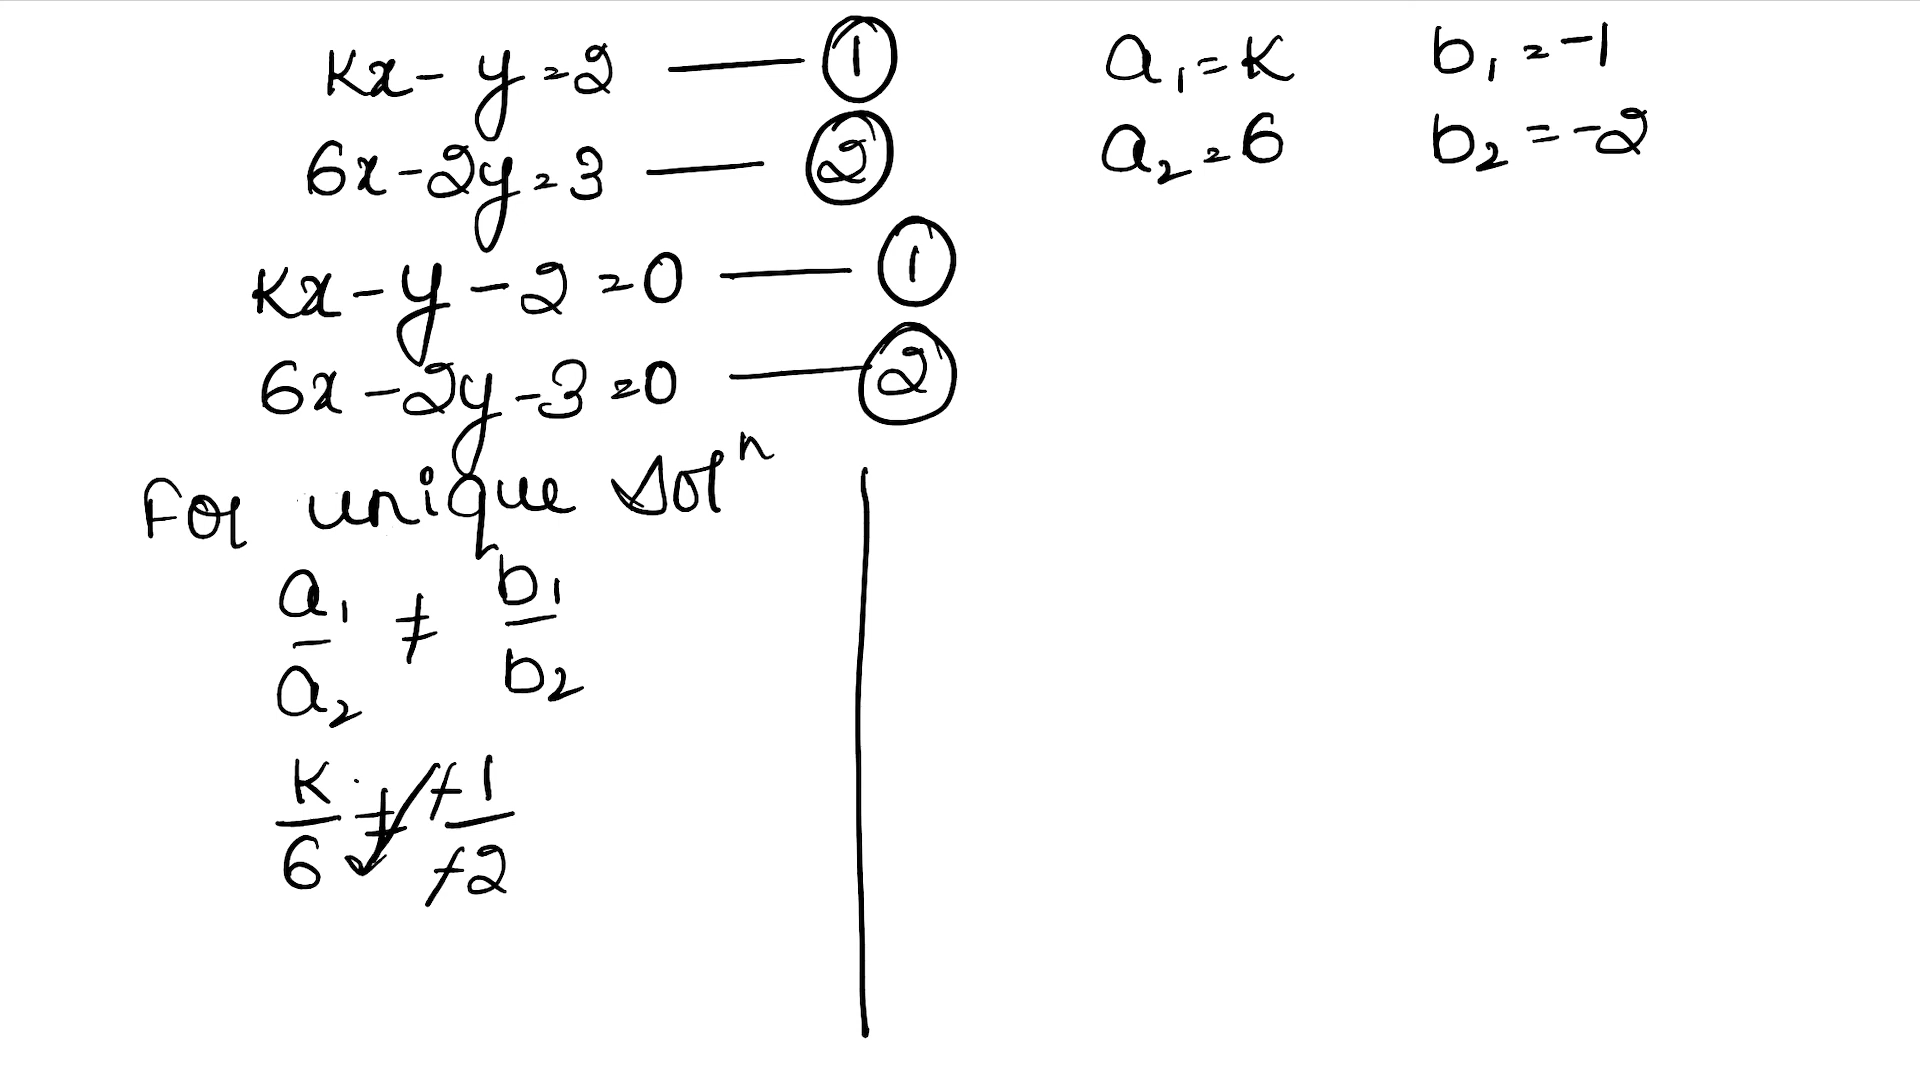 kx - y = 2 —— ①
6x - 2y = 3 —— ②
kx - y - 2 = 0 —— ①
6x - 2y - 3 = 0 —— ②
For unique solⁿ
a₁/a₂ ≠ b₁/b₂
k/6 ≠ -1/-2
a₁ = k b₁ = -1
a₂ = 6 b₂ = -2